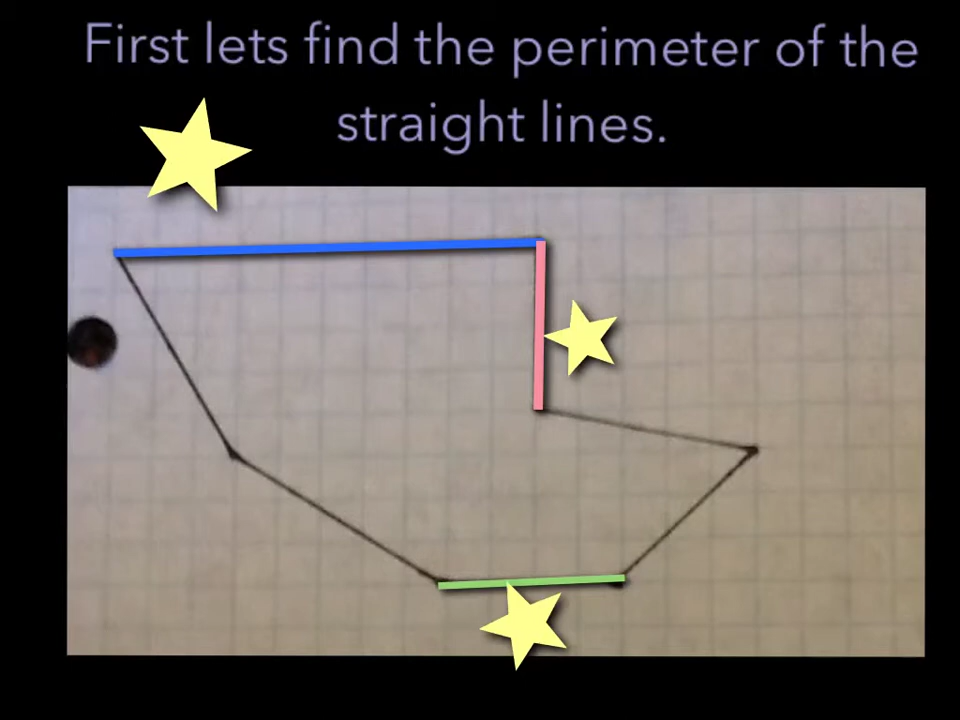 First lets find the perimeter of the
straight lines.